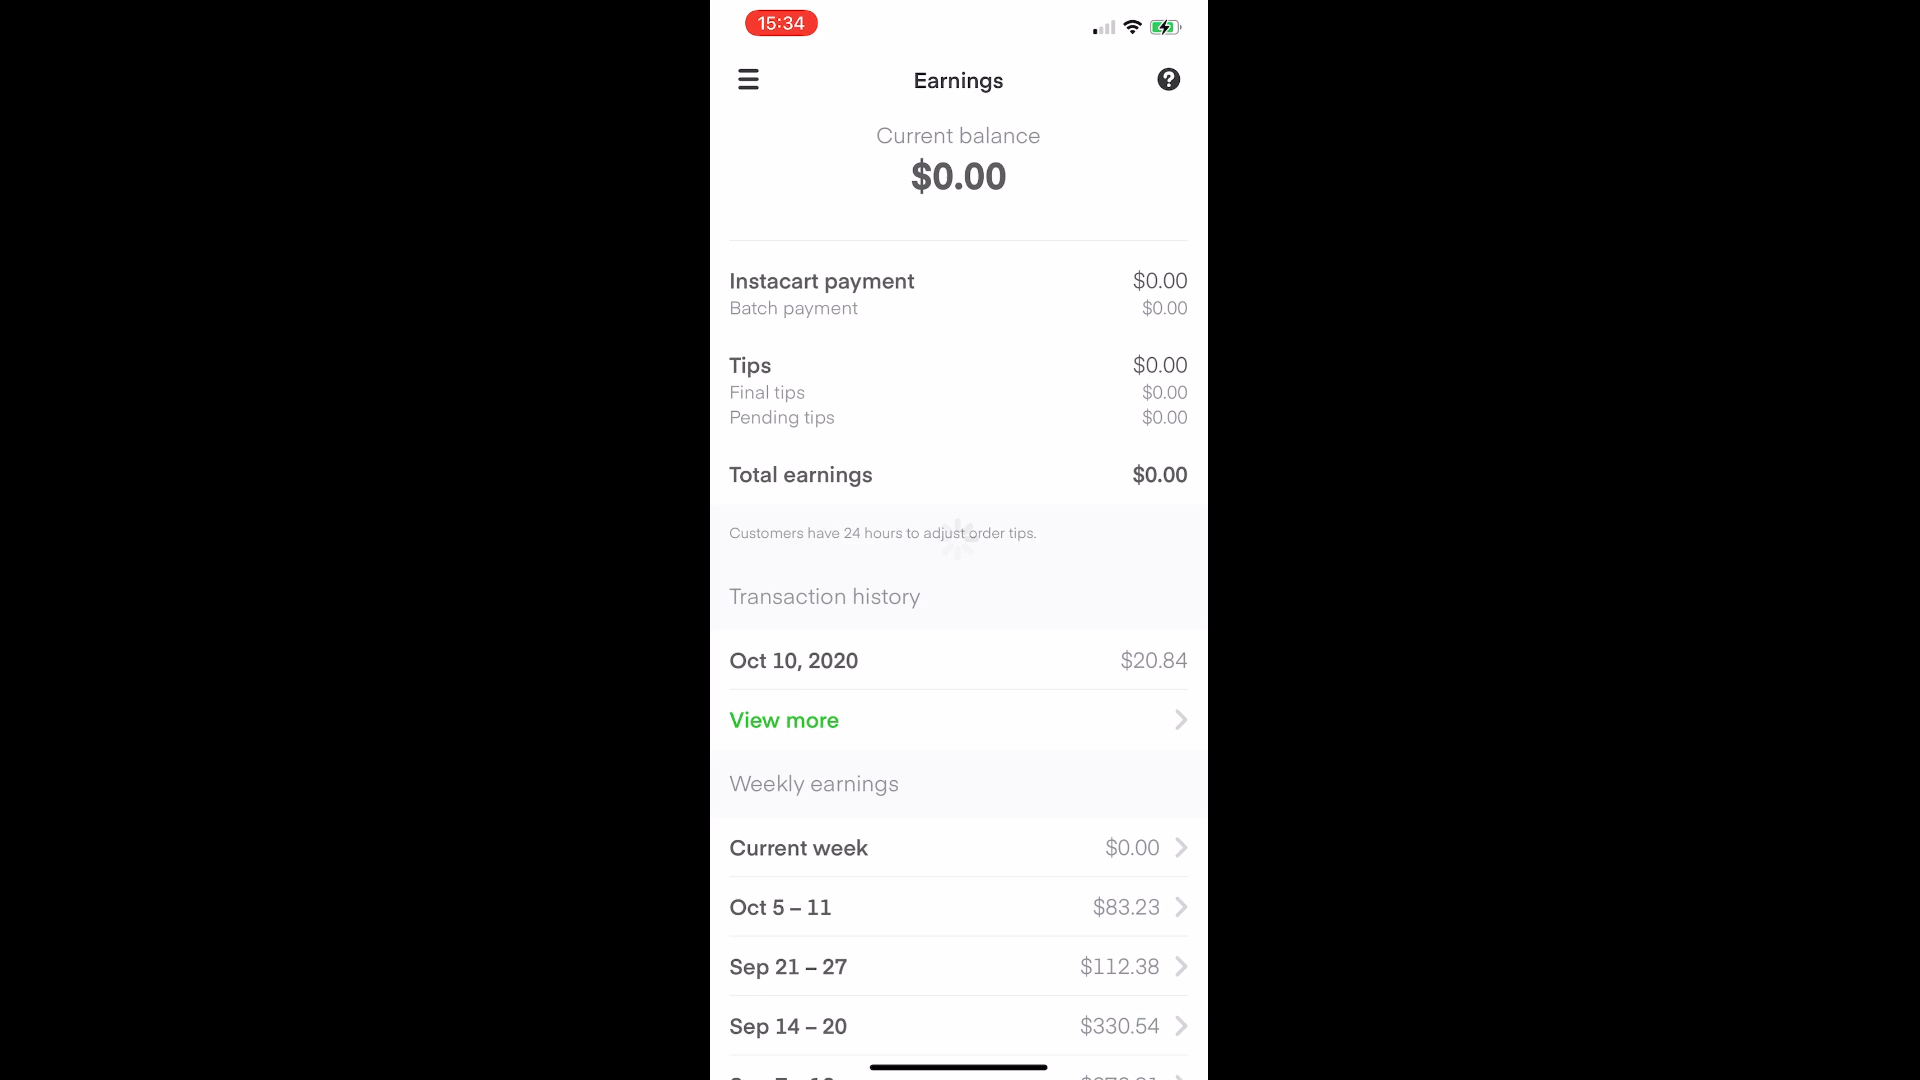 15:34
Earnings
Current balance
$0.00
Instacart payment $0.00
Batch payment $0.00
Tips $0.00
Final tips $0.00
Pending tips $0.00
Total earnings $0.00
Customers have 24 hours to adjust order tips.
Transaction history
Oct 10, 2020 $20.84
View more
Weekly earnings
Current week $0.00
Oct 5 – 11 $83.23
Sep 21 – 27 $112.38
Sep 14 – 20 $330.54